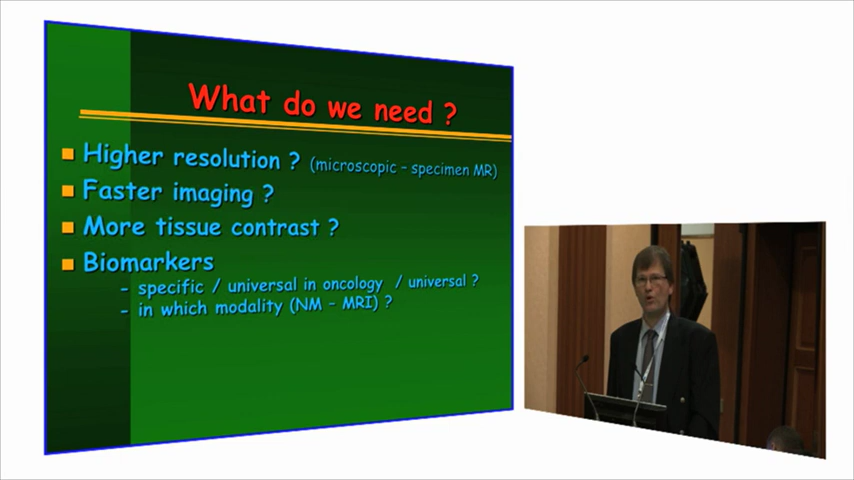 What do we need ?
Higher resolution ? (microscopic – specimen MR)
Faster imaging ?
More tissue contrast ?
Biomarkers
– specific / universal in oncology / universal ?
– in which modality (NM – MRI) ?